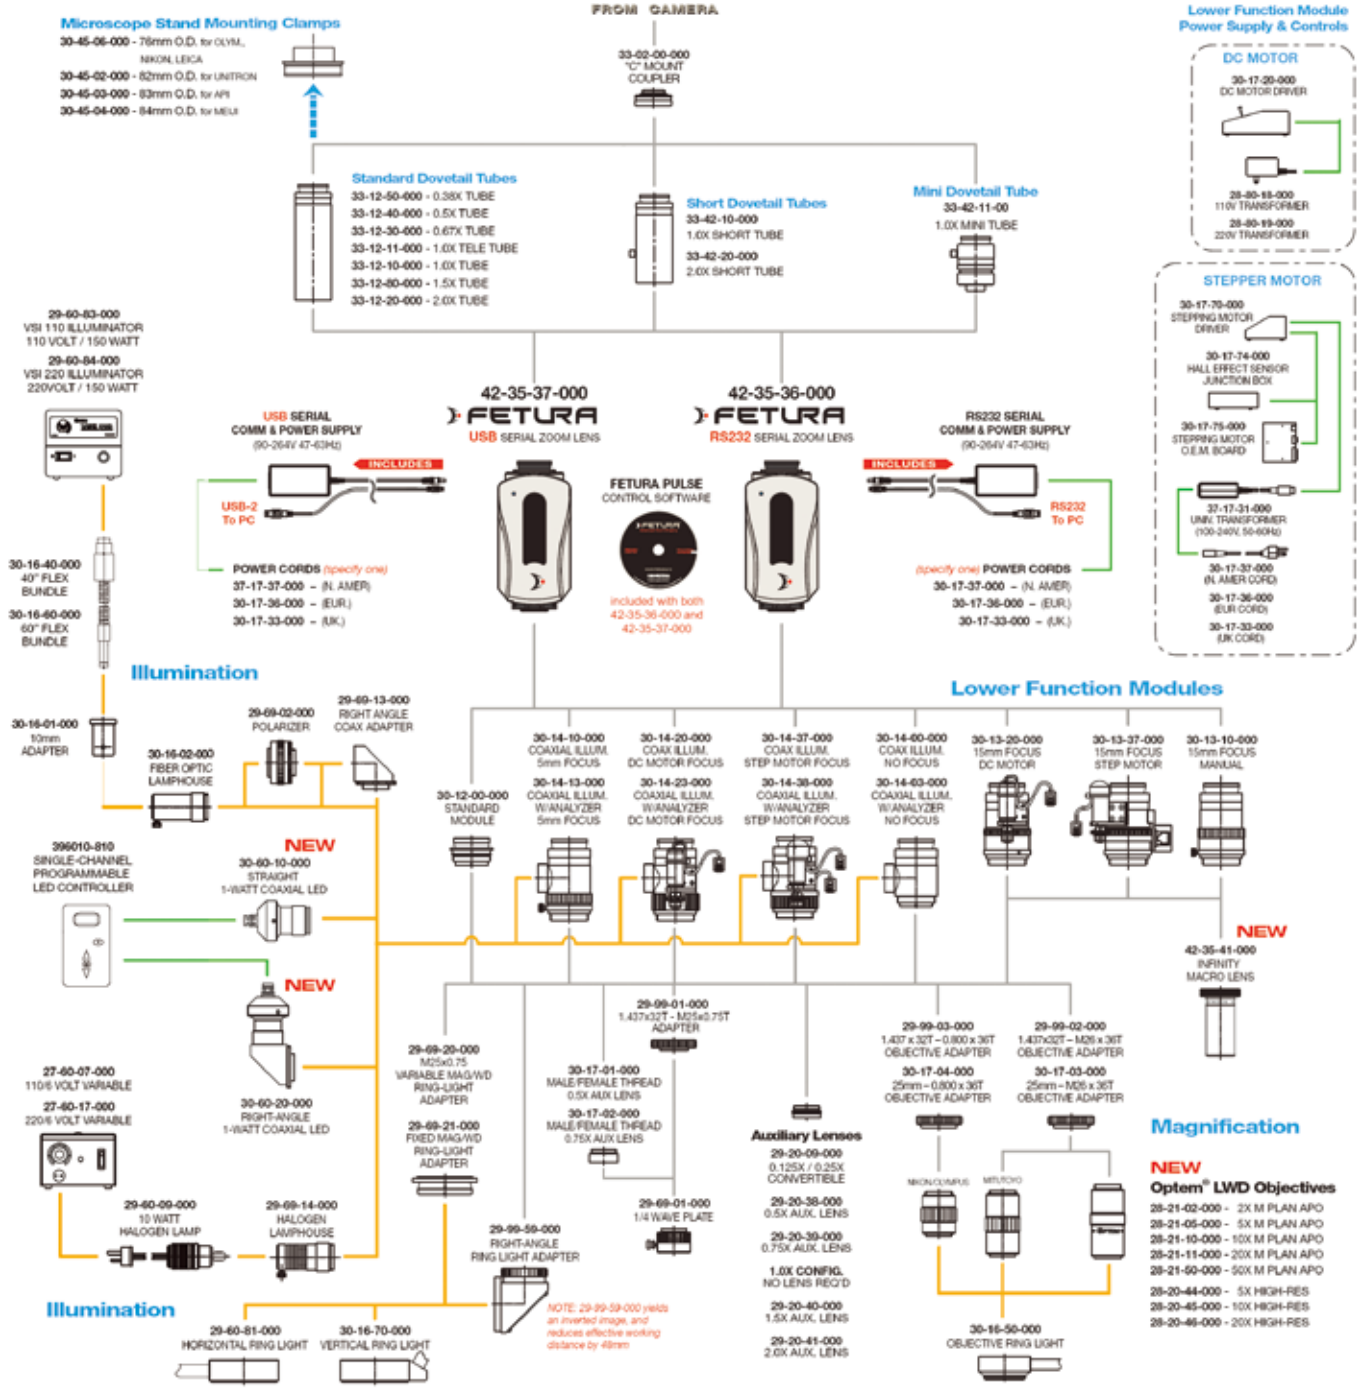 FROM CAMERA
Microscope Stand Mounting Clamps
30-45-06-000 - 76mm O.D. for OLYM.,
NIKON, LEICA
30-45-02-000 - 82mm O.D. for UNITRON
30-45-03-000 - 83mm O.D. for API
30-45-04-000 - 84mm O.D. for MEIJI
33-02-00-000
"C" MOUNT
COUPLER
Lower Function Module
Power Supply & Controls
DC MOTOR
30-17-20-000
DC MOTOR DRIVER
28-80-18-000
110V TRANSFORMER
28-80-19-000
220V TRANSFORMER
Standard Dovetail Tubes
33-12-50-000 - 0.38X TUBE
33-12-40-000 - 0.5X TUBE
33-12-30-000 - 0.67X TUBE
33-12-11-000 - 1.0X TELE TUBE
33-12-10-000 - 1.0X TUBE
33-12-80-000 - 1.5X TUBE
33-12-20-000 - 2.0X TUBE
Short Dovetail Tubes
33-42-10-000
1.0X SHORT TUBE
33-42-20-000
2.0X SHORT TUBE
Mini Dovetail Tube
33-42-11-00
1.0X MINI TUBE
STEPPER MOTOR
30-17-70-000
STEPPING MOTOR
DRIVER
30-17-74-000
HALL EFFECT SENSOR
JUNCTION BOX
30-17-75-000
STEPPING MOTOR
O.E.M. BOARD
37-17-31-000
UNIV. TRANSFORMER
(100-240V, 50-60Hz)
30-17-37-000
(N. AMER CORD)
30-17-36-000
(EUR CORD)
30-17-33-000
(UK CORD)
29-60-83-000
VSI 110 ILLUMINATOR
110 VOLT / 150 WATT
29-60-84-000
VSI 220 ILLUMINATOR
220VOLT / 150 WATT
USB SERIAL
COMM & POWER SUPPLY
(90-264V 47-63Hz)
INCLUDES
USB-2
To PC
POWER CORDS (specify one)
37-17-37-000 – (N. AMER)
30-17-36-000 – (EUR.)
30-17-33-000 – (UK.)
42-35-37-000
FETURA
USB SERIAL ZOOM LENS
FETURA PULSE
CONTROL SOFTWARE
FETURA
included with both
42-35-36-000 and
42-35-37-000
42-35-36-000
FETURA
RS232 SERIAL ZOOM LENS
RS232 SERIAL
COMM & POWER SUPPLY
(90-264V 47-63Hz)
INCLUDES
RS232
To PC
(specify one) POWER CORDS
30-17-37-000 – (N. AMER)
30-17-36-000 – (EUR.)
30-17-33-000 – (UK.)
30-16-40-000
40" FLEX
BUNDLE
30-16-60-000
60" FLEX
BUNDLE
Illumination
30-16-01-000
10mm
ADAPTER
30-16-02-000
FIBER OPTIC
LAMPHOUSE
29-69-02-000
POLARIZER
29-69-13-000
RIGHT ANGLE
COAX ADAPTER
396010-810
SINGLE-CHANNEL
PROGRAMMABLE
LED CONTROLLER
NEW
30-60-10-000
STRAIGHT
1-WATT COAXIAL LED
NEW
30-60-20-000
RIGHT-ANGLE
1-WATT COAXIAL LED
27-60-07-000
110/6 VOLT VARIABLE
27-60-17-000
220/6 VOLT VARIABLE
29-60-09-000
10 WATT
HALOGEN LAMP
29-69-14-000
HALOGEN
LAMPHOUSE
Illumination
29-60-81-000
HORIZONTAL RING LIGHT
30-16-70-000
VERTICAL RING LIGHT
Lower Function Modules
30-12-00-000
STANDARD
MODULE
30-14-10-000
COAXIAL ILLUM.
5mm FOCUS
30-14-13-000
COAXIAL ILLUM.
W/ANALYZER
5mm FOCUS
30-14-20-000
COAX ILLUM.
DC MOTOR FOCUS
30-14-23-000
COAXIAL ILLUM.
W/ANALYZER
DC MOTOR FOCUS
30-14-37-000
COAX ILLUM.
STEP MOTOR FOCUS
30-14-38-000
COAXIAL ILLUM.
W/ANALYZER
STEP MOTOR FOCUS
30-14-60-000
COAX ILLUM.
NO FOCUS
30-14-63-000
COAXIAL ILLUM.
W/ANALYZER
NO FOCUS
30-13-20-000
15mm FOCUS
DC MOTOR
30-13-37-000
15mm FOCUS
STEP MOTOR
30-13-10-000
15mm FOCUS
MANUAL
NEW
42-35-41-000
INFINITY
MACRO LENS
29-69-20-000
M25x0.75
VARIABLE MAG/WD
RING-LIGHT
ADAPTER
29-69-21-000
FIXED MAG/WD
RING-LIGHT
ADAPTER
29-99-59-000
RIGHT-ANGLE
RING LIGHT ADAPTER
NOTE: 29-99-59-000 yields
an inverted image, and
reduces effective working
distance by 48mm
30-17-01-000
MALE/FEMALE THREAD
0.5X AUX LENS
30-17-02-000
MALE/FEMALE THREAD
0.75X AUX LENS
29-99-01-000
1.437x32T - M25x0.75T
ADAPTER
29-69-01-000
1/4 WAVE PLATE
Auxiliary Lenses
29-20-09-000
0.125X / 0.25X
CONVERTIBLE
29-20-38-000
0.5X AUX. LENS
29-20-39-000
0.75X AUX. LENS
1.0X CONFIG.
NO LENS REQ'D
29-20-40-000
1.5X AUX. LENS
29-20-41-000
2.0X AUX. LENS
29-99-03-000
1.437 x 32T – 0.800 x 36T
OBJECTIVE ADAPTER
30-17-04-000
25mm – 0.800 x 36T
OBJECTIVE ADAPTER
29-99-02-000
1.437x32T – M26 x 36T
OBJECTIVE ADAPTER
30-17-03-000
25mm – M26 x 36T
OBJECTIVE ADAPTER
NIKON/OLYMPUS
MITUTOYO
30-16-50-000
OBJECTIVE RING LIGHT
Magnification
NEW
Optem® LWD Objectives
28-21-02-000 - 2X M PLAN APO
28-21-05-000 - 5X M PLAN APO
28-21-10-000 - 10X M PLAN APO
28-21-11-000 - 20X M PLAN APO
28-21-50-000 - 50X M PLAN APO
28-20-44-000 - 5X HIGH-RES
28-20-45-000 - 10X HIGH-RES
28-20-46-000 - 20X HIGH-RES